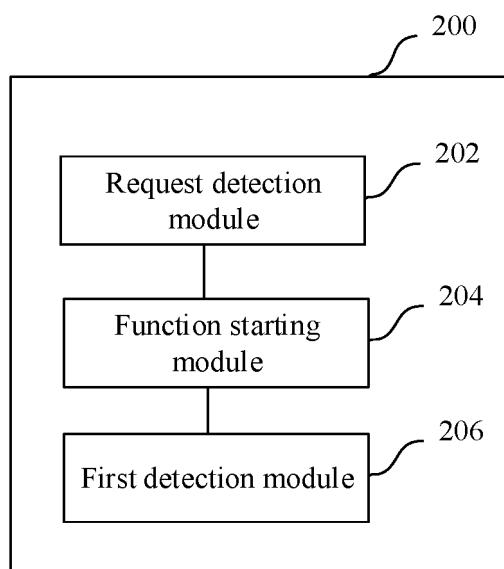 200
202
Request detection
module
204
Function starting
module
206
First detection module